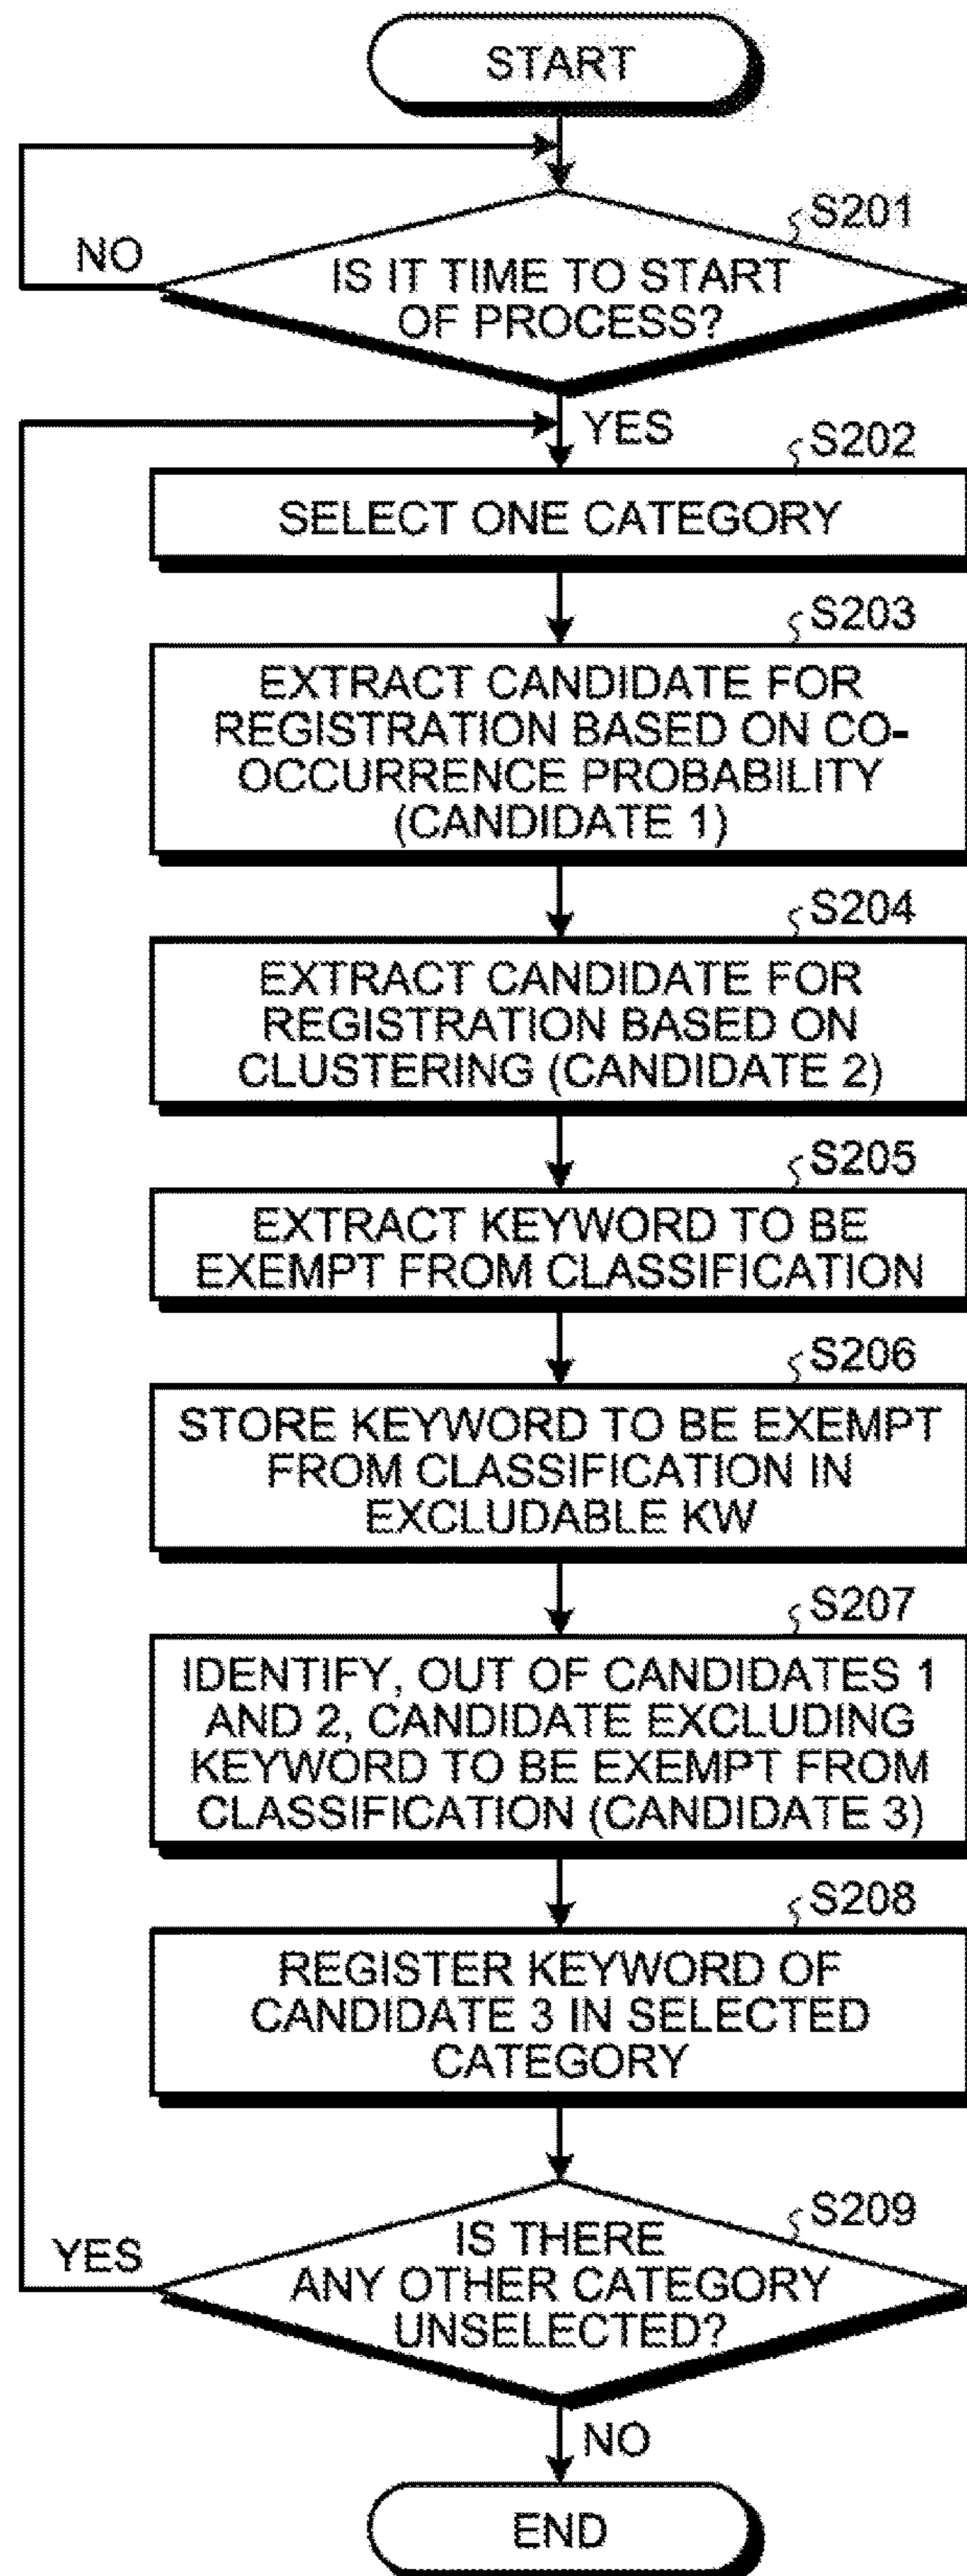 START
S201
NO
IS IT TIME TO START
OF PROCESS?
YES
S202
SELECT ONE CATEGORY
S203
EXTRACT CANDIDATE FOR
REGISTRATION BASED ON CO-
OCCURRENCE PROBABILITY
(CANDIDATE 1)
S204
EXTRACT CANDIDATE FOR
REGISTRATION BASED ON
CLUSTERING (CANDIDATE 2)
S205
EXTRACT KEYWORD TO BE
EXEMPT FROM CLASSIFICATION
S206
STORE KEYWORD TO BE EXEMPT
FROM CLASSIFICATION IN
EXCLUDABLE KW
S207
IDENTIFY, OUT OF CANDIDATES 1
AND 2, CANDIDATE EXCLUDING
KEYWORD TO BE EXEMPT FROM
CLASSIFICATION (CANDIDATE 3)
S208
REGISTER KEYWORD OF
CANDIDATE 3 IN SELECTED
CATEGORY
S209
YES
IS THERE
ANY OTHER CATEGORY
UNSELECTED?
NO
END